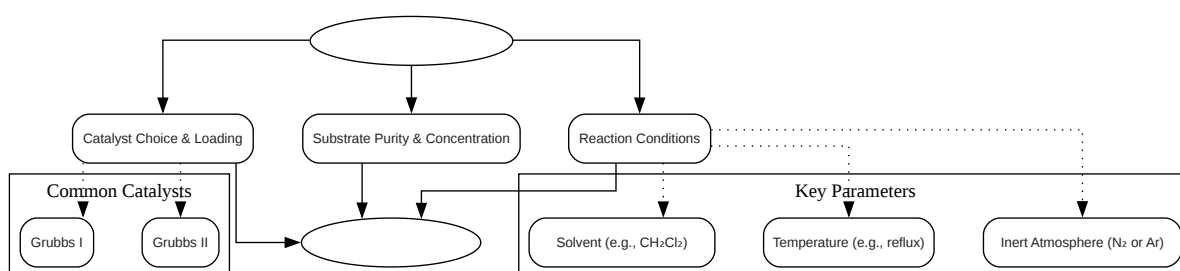 Catalyst Choice & Loading
Substrate Purity & Concentration
Reaction Conditions
Common Catalysts
Key Parameters
Grubbs I
Grubbs II
Solvent (e.g., CH₂Cl₂)
Temperature (e.g., reflux)
Inert Atmosphere (N₂ or Ar)